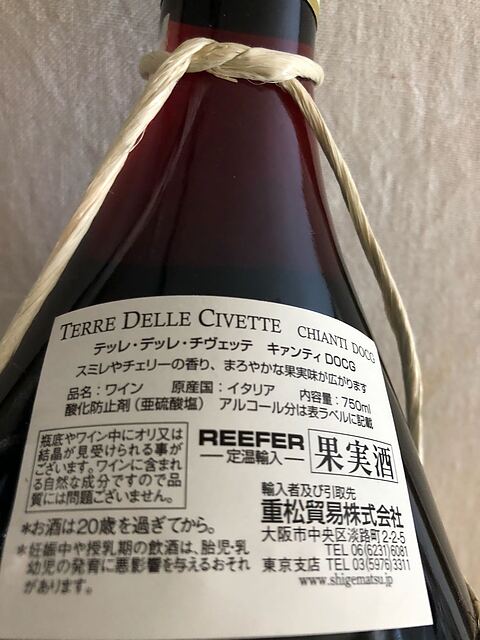 TERRE DELLE CIVETTE CHIANTI DOCG
テッレ・デッレ・チヴェッテ キャンティDOCG
スミレやチェリーの香り、まろやかな果実味が広がります
品名：ワイン 原産国：イタリア 内容量：750ml
酸化防止剤（亜硫酸塩） アルコール分は表ラベルに記載
瓶底やワイン中にオリ又は
結晶が見受けられる事が
ございます。ワインに含まれ
る自然な成分ですので品
質には問題ございません。
REEFER
―定温輸入―
果実酒
輸入者及び引取先
重松貿易株式会社
大阪市中央区淡路町2-2-5
TEL 06(6231)6081
東京支店 TEL 03(5976)3311
www.shigematsu.jp
*お酒は20歳を過ぎてから。
*妊娠中や授乳期の飲酒は、胎児・乳
幼児の発育に悪影響を与えるおそれ
があります。